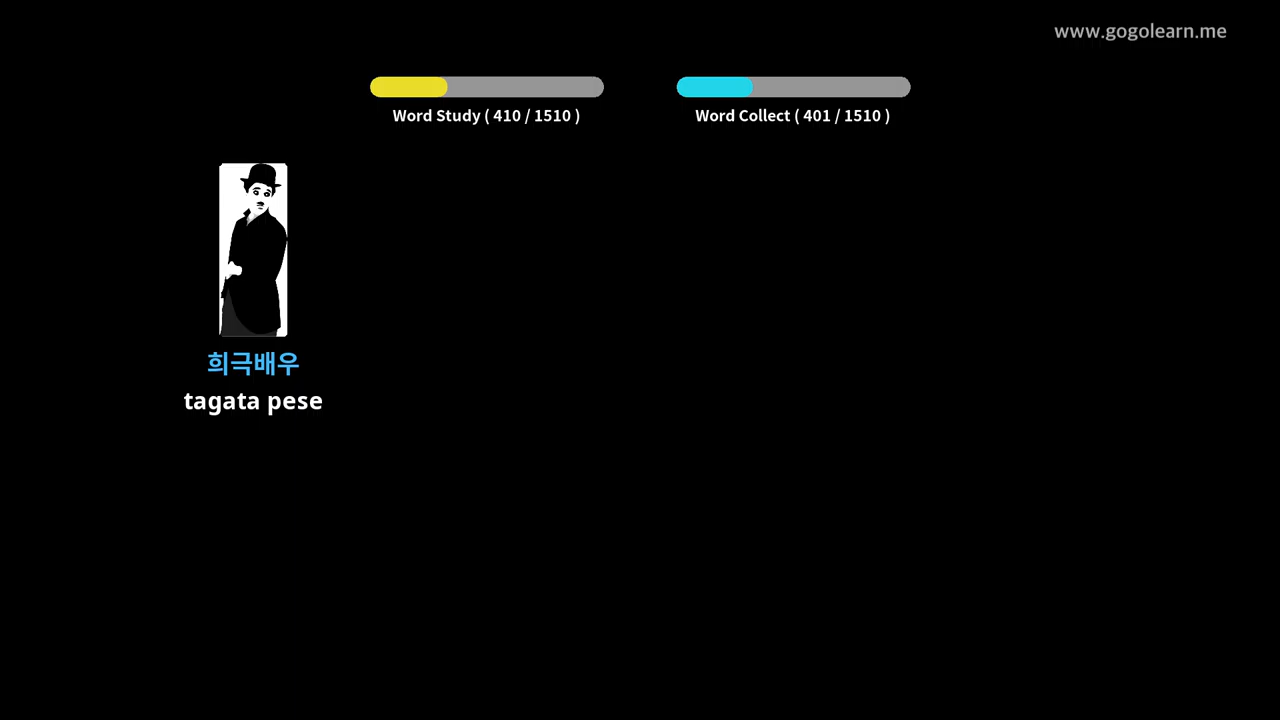 www.gogolearn.me
Word Study ( 410 / 1510 )
Word Collect ( 401 / 1510 )
희극배우
tagata pese